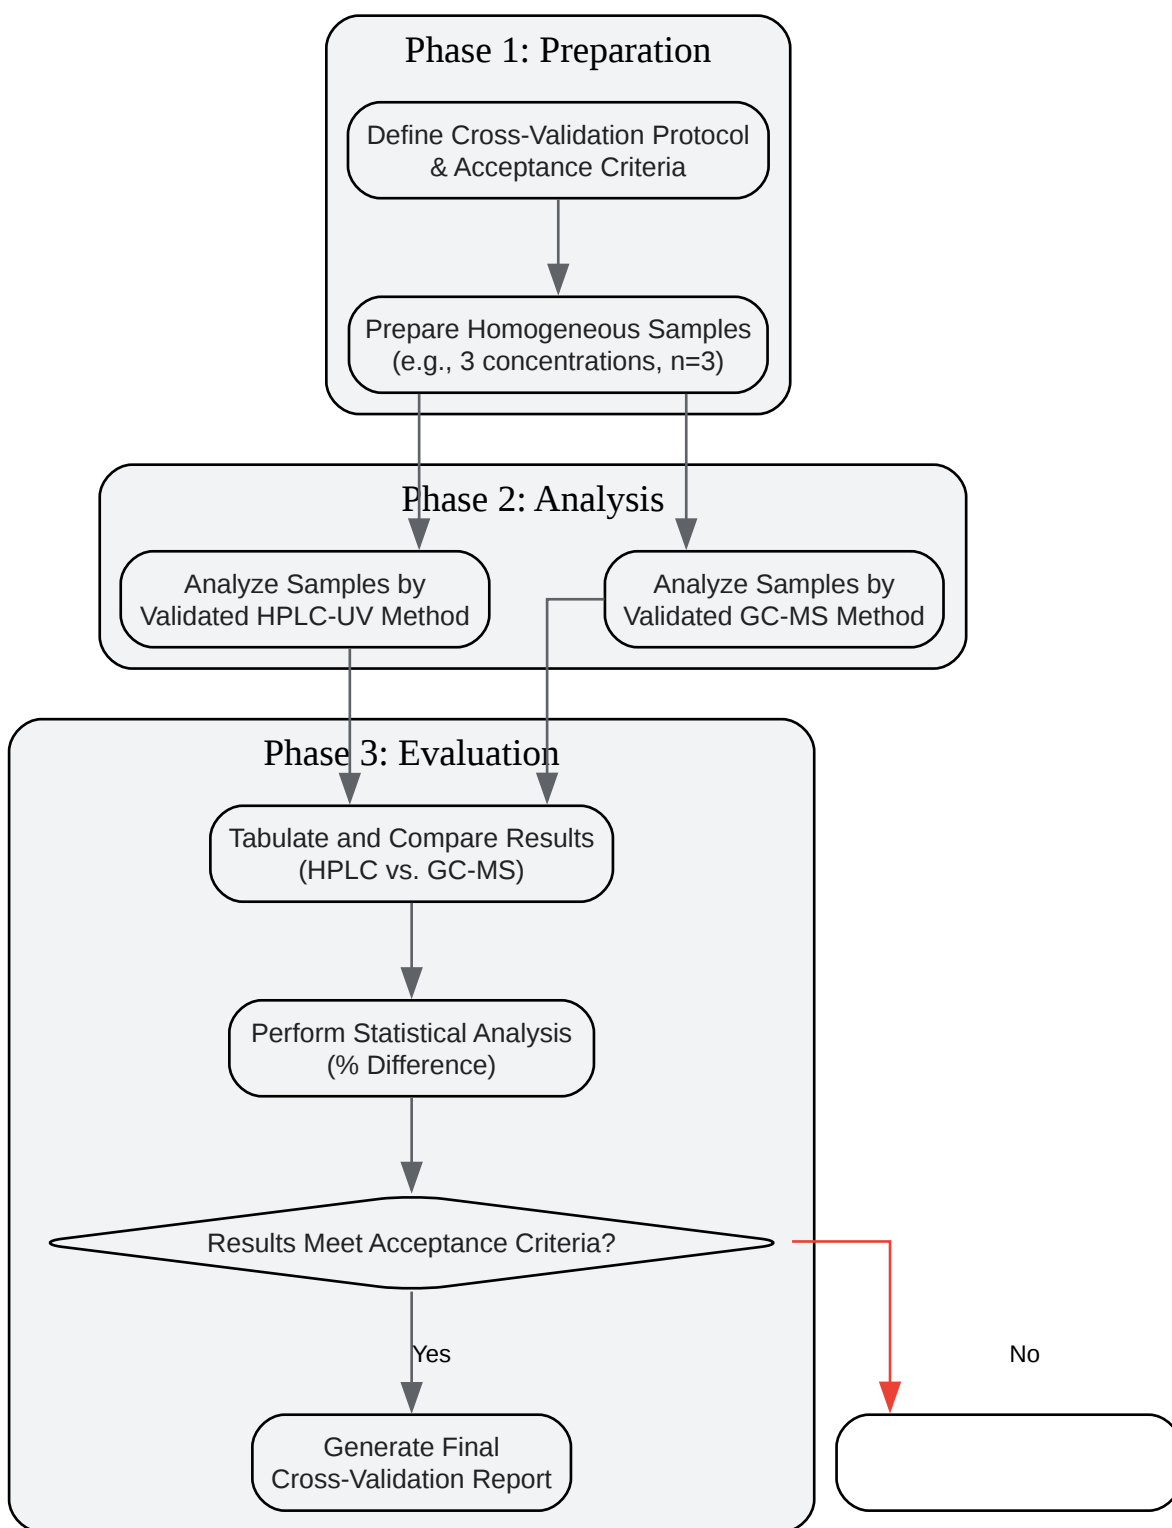 Phase 1: Preparation
Define Cross-Validation Protocol
& Acceptance Criteria
Prepare Homogeneous Samples
(e.g., 3 concentrations, n=3)
Phase 2: Analysis
Analyze Samples by
Validated HPLC-UV Method
Analyze Samples by
Validated GC-MS Method
Phase 3: Evaluation
Tabulate and Compare Results
(HPLC vs. GC-MS)
Perform Statistical Analysis
(% Difference)
Results Meet Acceptance Criteria?
Yes
No
Generate Final
Cross-Validation Report